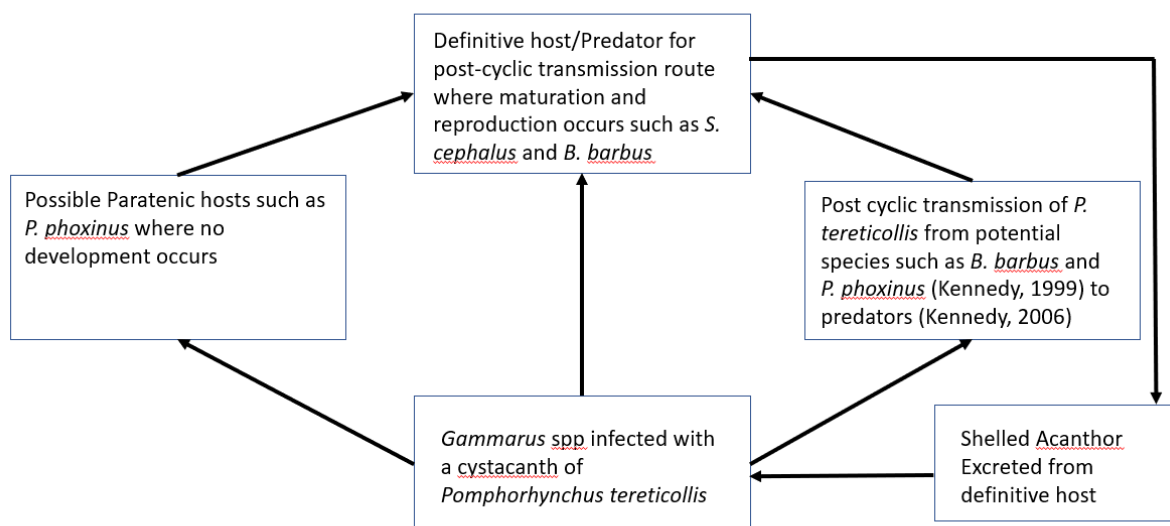 Definitive host/Predator for
post-cyclic transmission route
where maturation and
reproduction occurs such as S.
cephalus and B. barbus
Possible Paratenic hosts such as
P. phoxinus where no
development occurs
Post cyclic transmission of P.
tereticollis from potential
species such as B. barbus and
P. phoxinus (Kennedy, 1999) to
predators (Kennedy, 2006)
Gammarus spp infected with
a cystacanth of
Pomphorhynchus tereticollis
Shelled Acanthor
Excreted from
definitive host